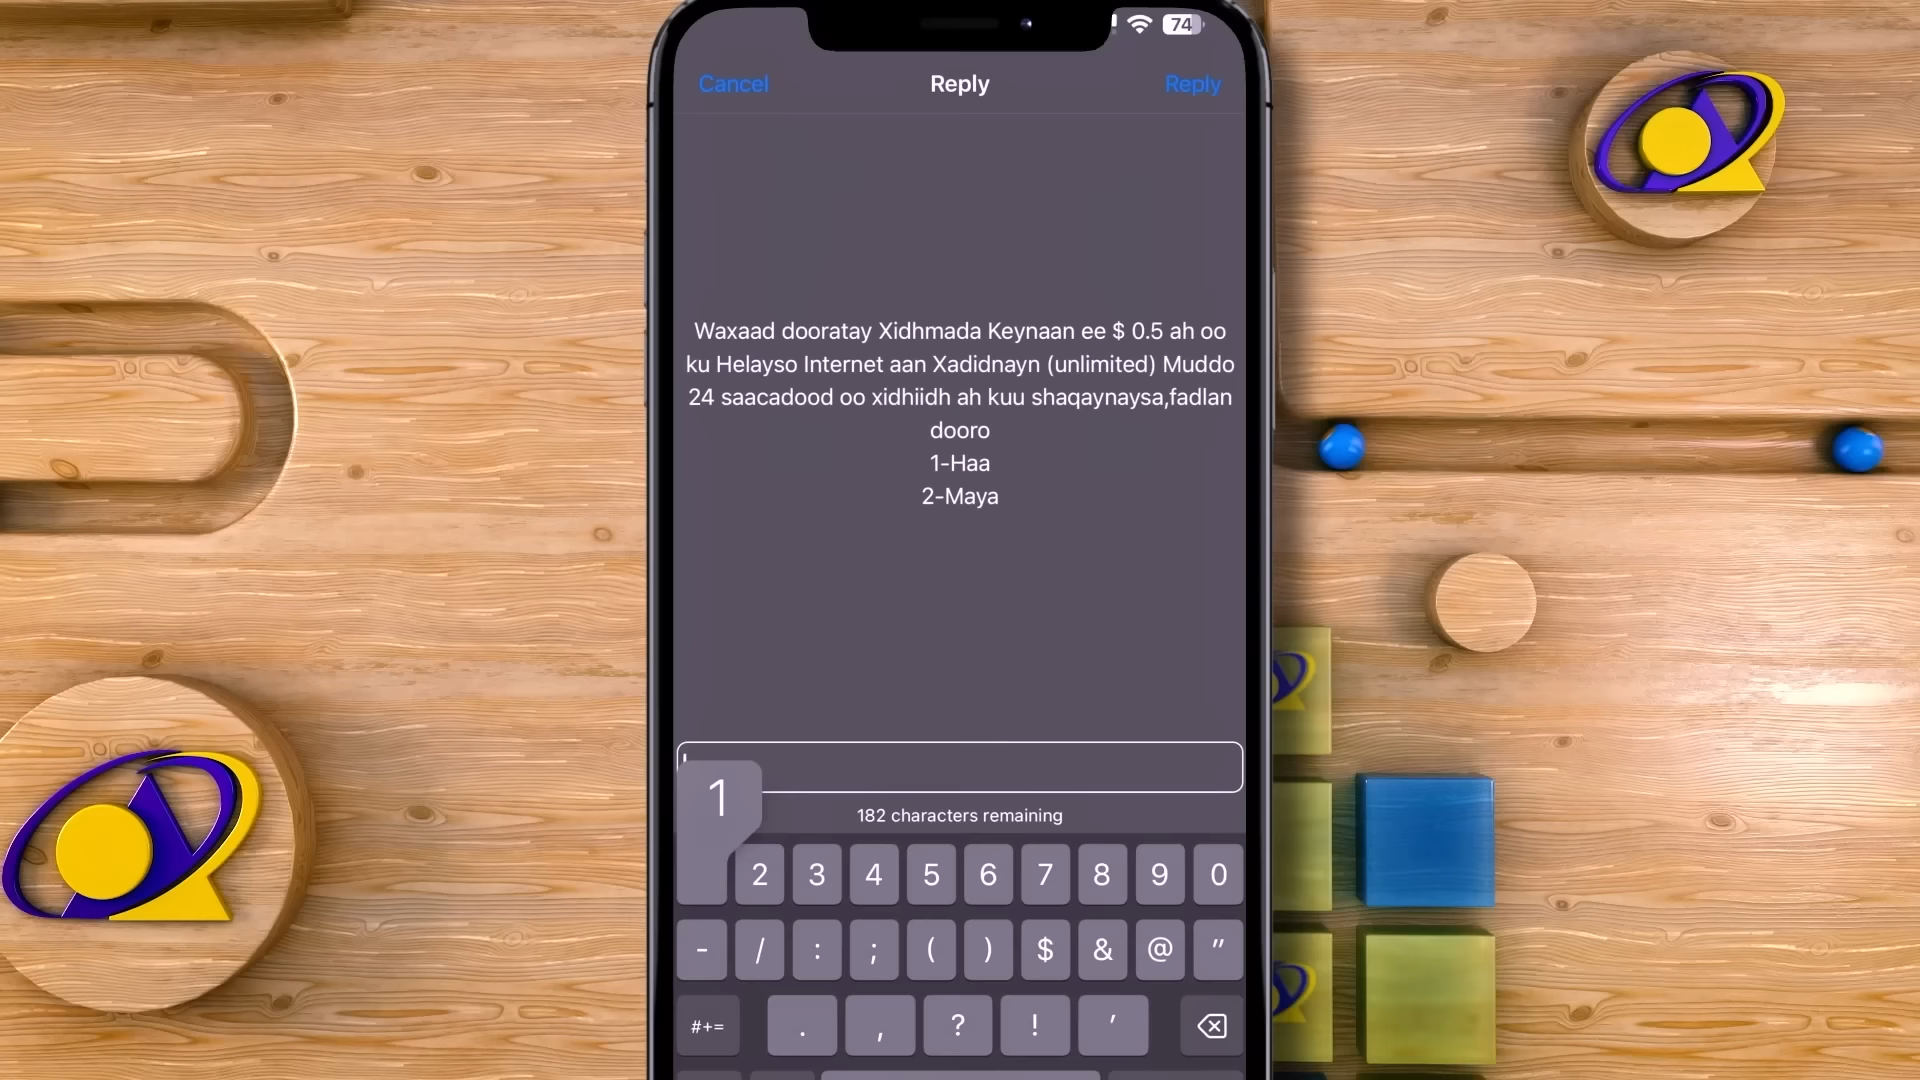 74
Cancel Reply Reply
Waxaad dooratay Xidhmada Keynaan ee $ 0.5 ah oo
ku Helayso Internet aan Xadidnayn (unlimited) Muddo
24 saacadood oo xidhiidh ah kuu shaqaynaysa,fadlan
dooro
1-Haa
2-Maya
182 characters remaining
1 2 3 4 5 6 7 8 9 0
- / : ; ( ) $ & @ "
#+= . , ? ! '